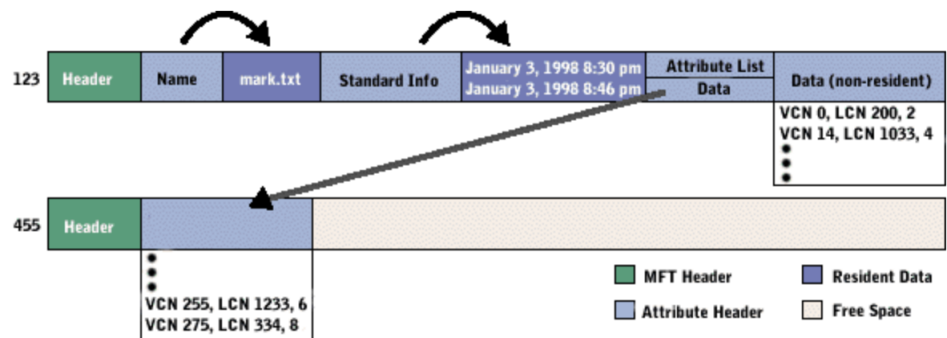 123
Header
Name
mark.txt
Standard Info
January 3, 1998 8:30 pm
January 3, 1998 8:46 pm
Attribute List
Data
Data (non-resident)
VCN 0, LCN 200, 2
VCN 14, LCN 1033, 4
455
Header
VCN 255, LCN 1233, 6
VCN 275, LCN 334, 8
MFT Header
Resident Data
Attribute Header
Free Space